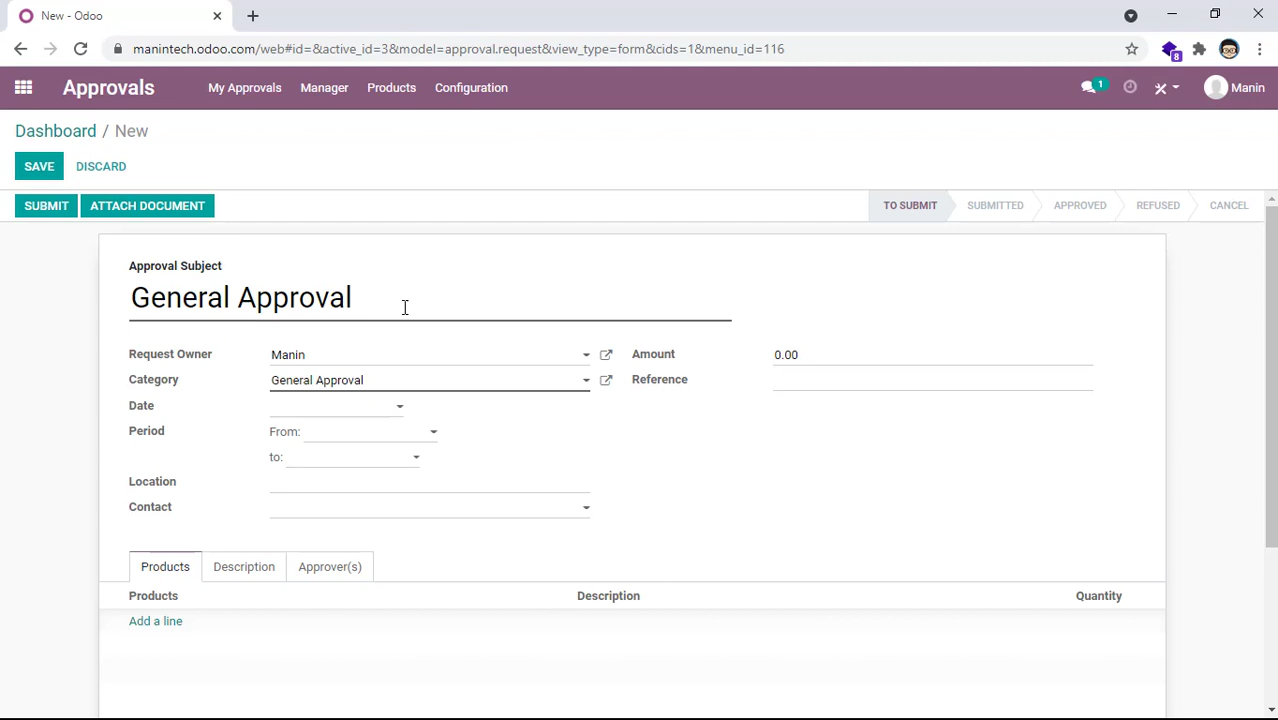 New - Odoo
manintech.odoo.com/web#id=&active_id=3&model=approval.request&view_type=form&cids=1&menu_id=116
8
Approvals My Approvals Manager Products Configuration 1 Manin
Dashboard / New
SAVE DISCARD
SUBMIT ATTACH DOCUMENT TO SUBMIT SUBMITTED APPROVED REFUSED CANCEL
Approval Subject
General Approval
Request Owner Manin Amount 0.00
Category General Approval Reference
Date
Period From:
to:
Location
Contact
Products Description Approver(s)
Products Description Quantity
Add a line